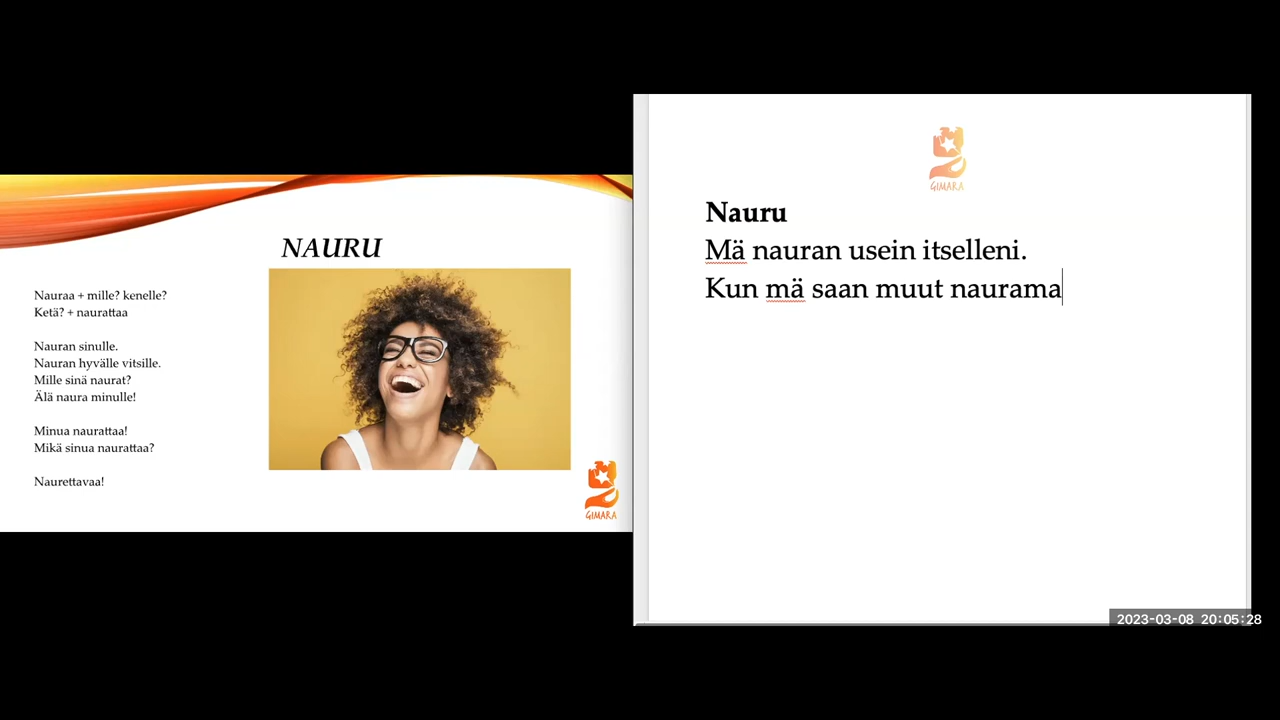 NAURU
Nauraa + mille? kenelle?
Ketä? + naurattaa
Nauran sinulle.
Nauran hyvälle vitsille.
Mille sinä naurat?
Älä naura minulle!
Minua naurattaa!
Mikä sinua naurattaa?
Naurettavaa!
GIMARA
GIMARA
Nauru
Mä nauran usein itselleni.
Kun mä saan muut naurama
2023-03-08 20:05:28